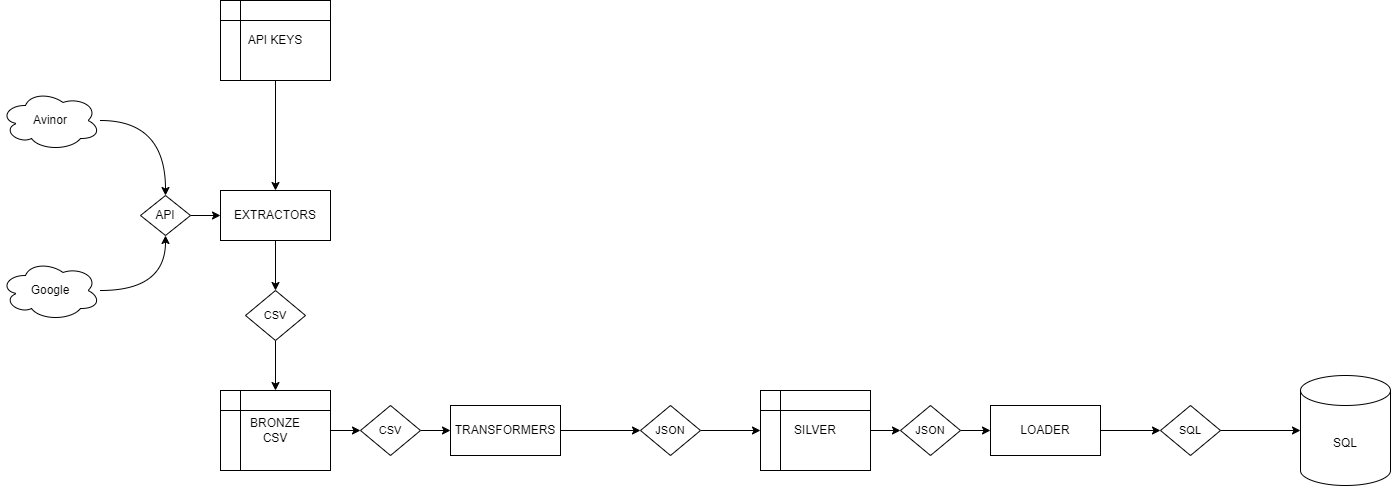 API KEYS
Avinor
API
EXTRACTORS
Google
CSV
BRONZE
CSV
CSV
TRANSFORMERS
JSON
SILVER
JSON
LOADER
SQL
SQL